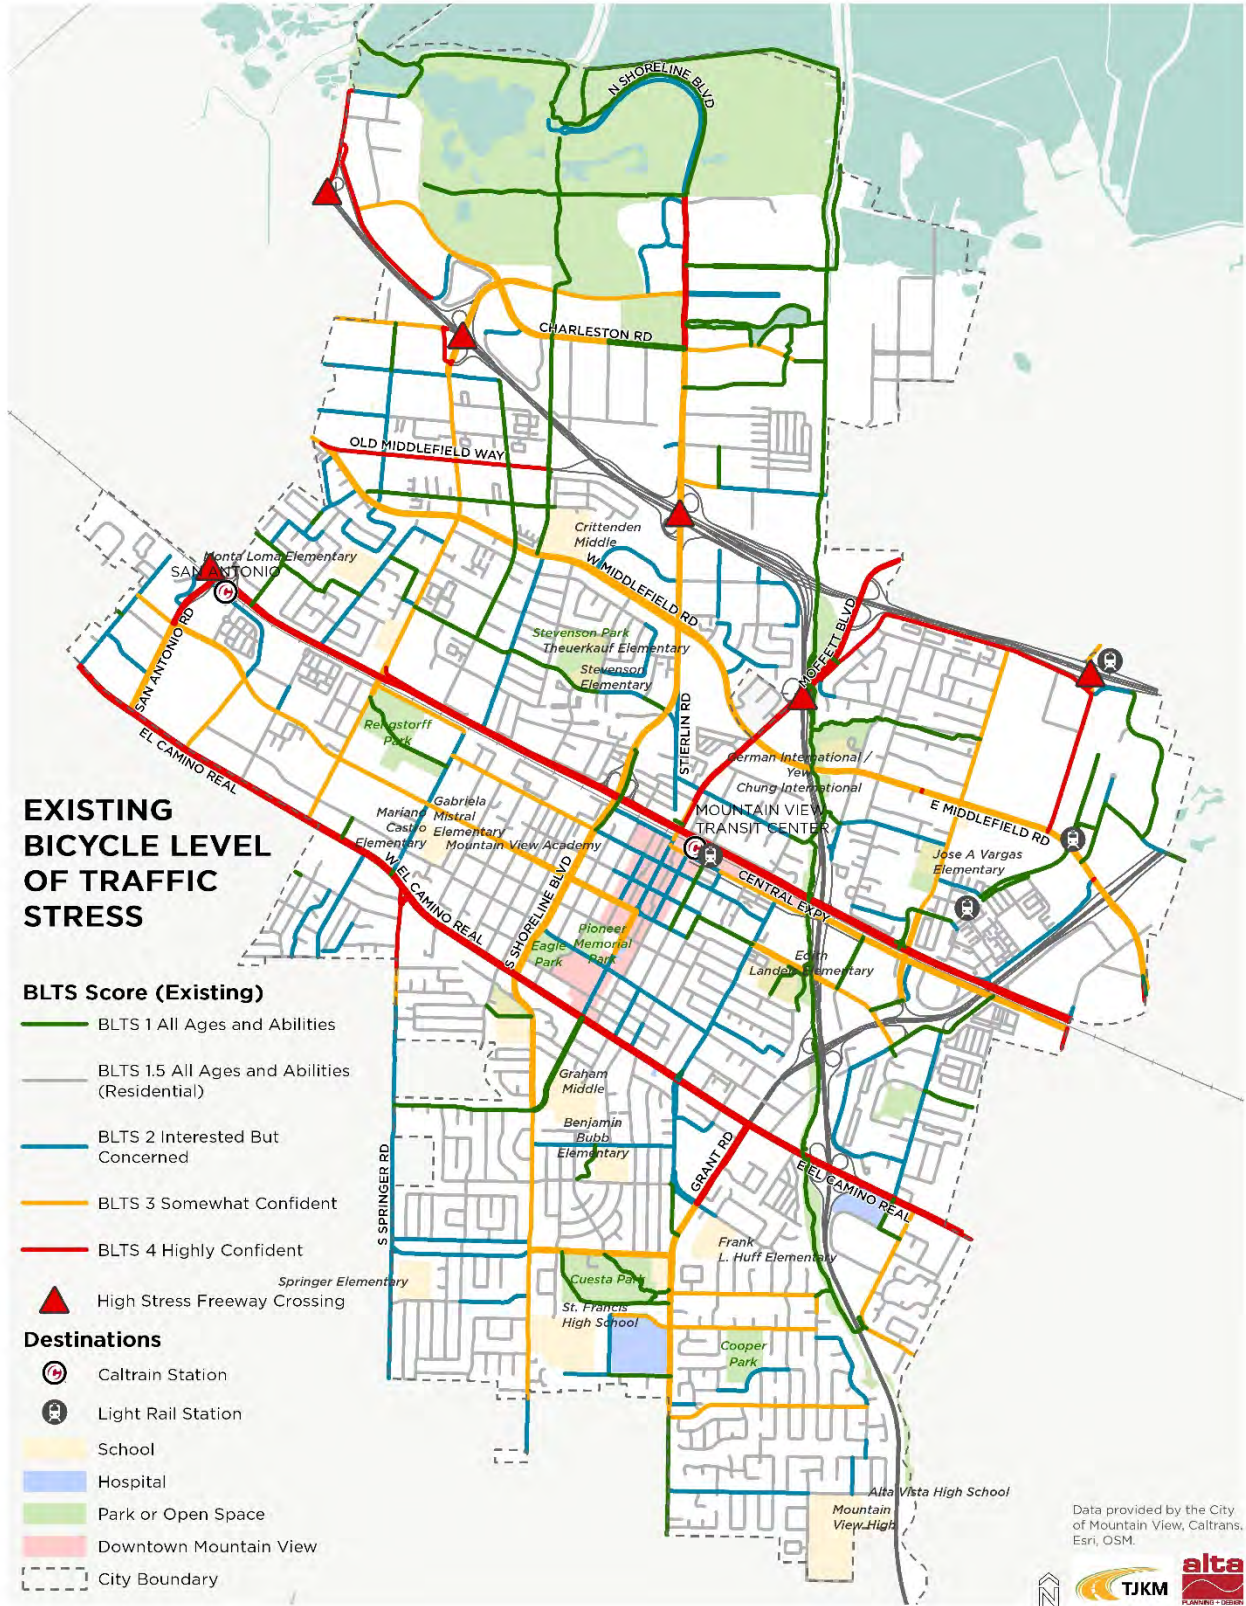 N SHORELINE BLVD
CHARLESTON RD
OLD MIDDLEFIELD WAY
Crittenden
Middle
Monta Loma Elementary
SAN ANTONIO
W MIDDLEFIELD RD
MOFFETT BLVD
SAN ANTONIO RD
Stevenson Park
Theuerkauf Elementary
Stevenson
Elementary
STIERLIN RD
Rengstorff
Park
EL CAMINO REAL
German International /
Yew
Chung International
MOUNTAIN VIEW
TRANSIT CENTER
E MIDDLEFIELD RD
Gabriela
Mistral
Elementary
Mariano
Castro
Elementary
Mountain View Academy
Jose A Vargas
Elementary
W EL CAMINO REAL
S SHORELINE BLVD
CENTRAL EXPY
Pioneer
Memorial
Park
Eagle
Park
Edith
Landels Elementary
EXISTING
BICYCLE LEVEL
OF TRAFFIC
STRESS
BLTS Score (Existing)
BLTS 1 All Ages and Abilities
BLTS 1.5 All Ages and Abilities
(Residential)
BLTS 2 Interested But
Concerned
BLTS 3 Somewhat Confident
BLTS 4 Highly Confident
High Stress Freeway Crossing
Destinations
Caltrain Station
Light Rail Station
School
Hospital
Park or Open Space
Downtown Mountain View
City Boundary
Graham
Middle
Benjamin
Bubb
Elementary
GRANT RD
E EL CAMINO REAL
S SPRINGER RD
Frank
L. Huff Elementary
Springer Elementary
Cuesta Park
St. Francis
High School
Cooper
Park
Alta Vista High School
Mountain
View High
Data provided by the City
of Mountain View, Caltrans,
Esri, OSM.
N
TJKM
alta
PLANNING + DESIGN